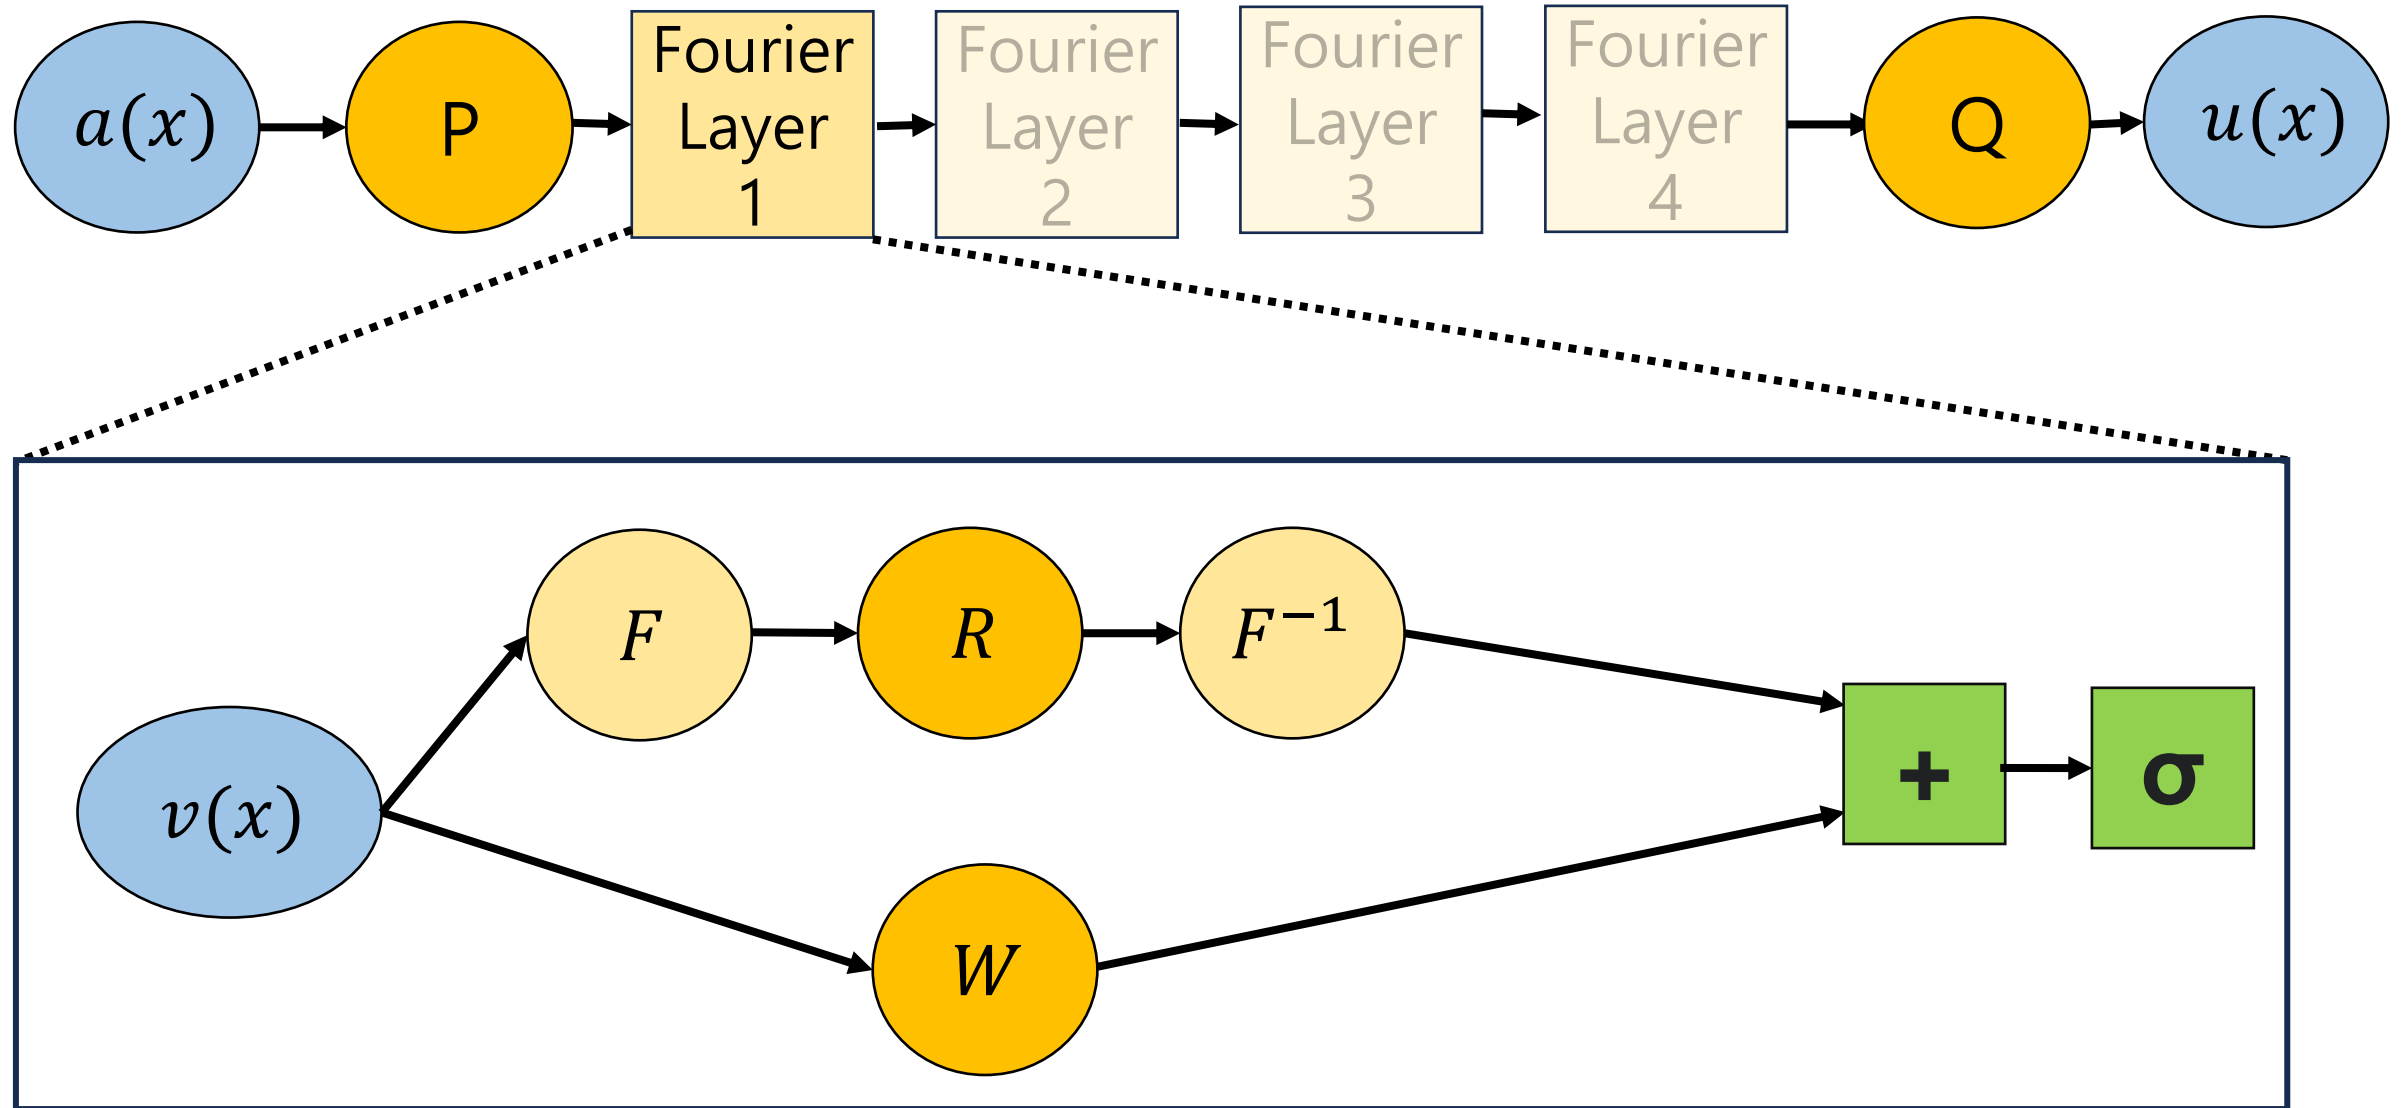 a(x)
P
Fourier
Layer
1
Fourier
Layer
2
Fourier
Layer
3
Fourier
Layer
4
Q
u(x)
F
R
F⁻¹
v(x)
+
σ
W